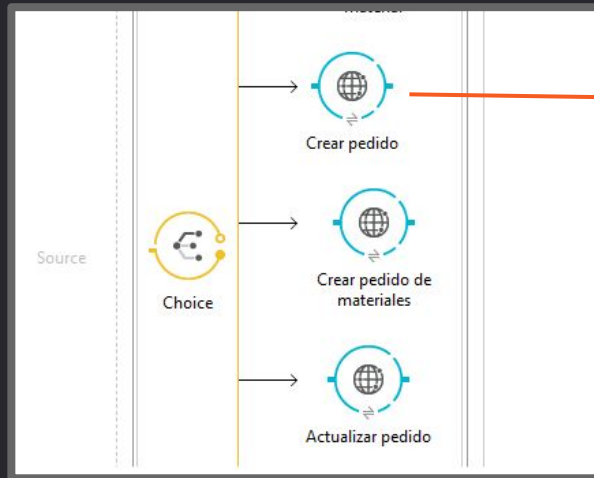 Crear pedido
Source
Choice
Crear pedido de
materiales
Actualizar pedido